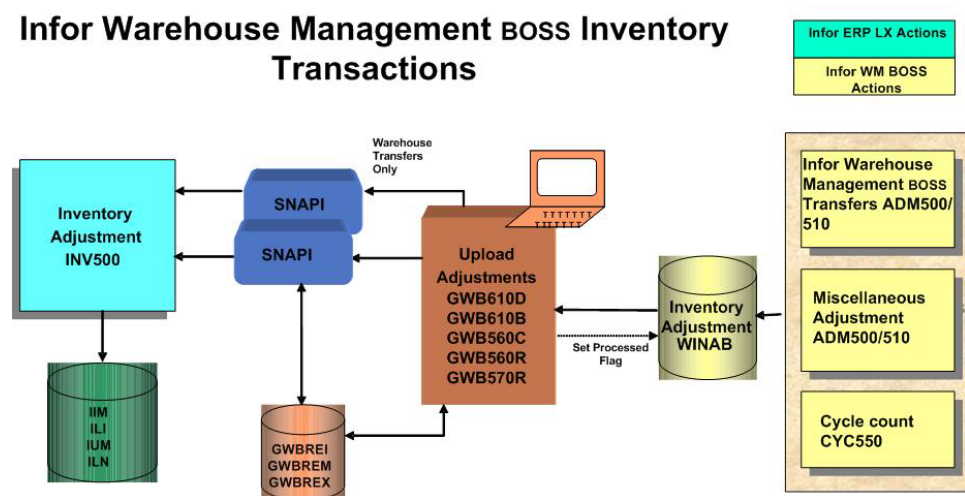 Infor Warehouse Management BOSS Inventory
Transactions
Infor ERP LX Actions
Infor WM BOSS
Actions
Warehouse
Transfers
Only
SNAPI
SNAPI
Inventory
Adjustment
INV500
Upload
Adjustments
GWB610D
GWB610B
GWB560C
GWB560R
GWB570R
Inventory
Adjustment
WINAB
Set Processed
Flag
Infor Warehouse
Management BOSS
Transfers ADM500/
510
Miscellaneous
Adjustment
ADM500/510
Cycle count
CYC550
IIM
ILI
IUM
ILN
GWBREI
GWBREM
GWBREX